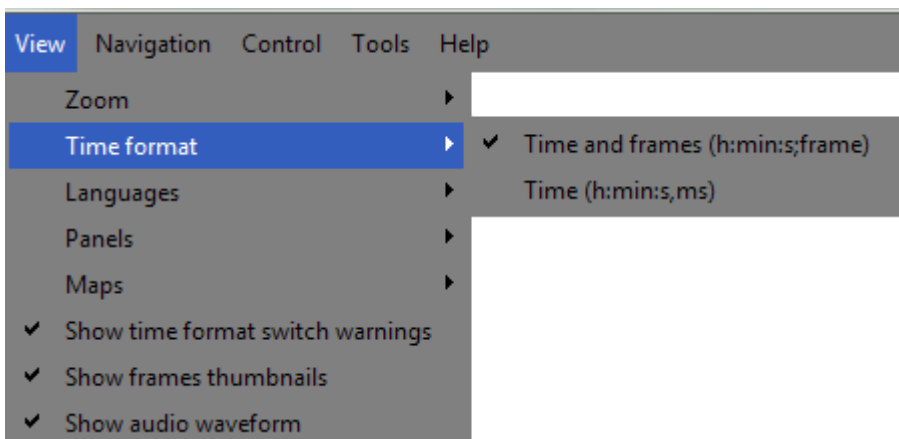 View Navigation Control Tools Help
Zoom
Time format
Time and frames (h:min:s;frame)
Languages
Time (h:min:s,ms)
Panels
Maps
Show time format switch warnings
Show frames thumbnails
Show audio waveform